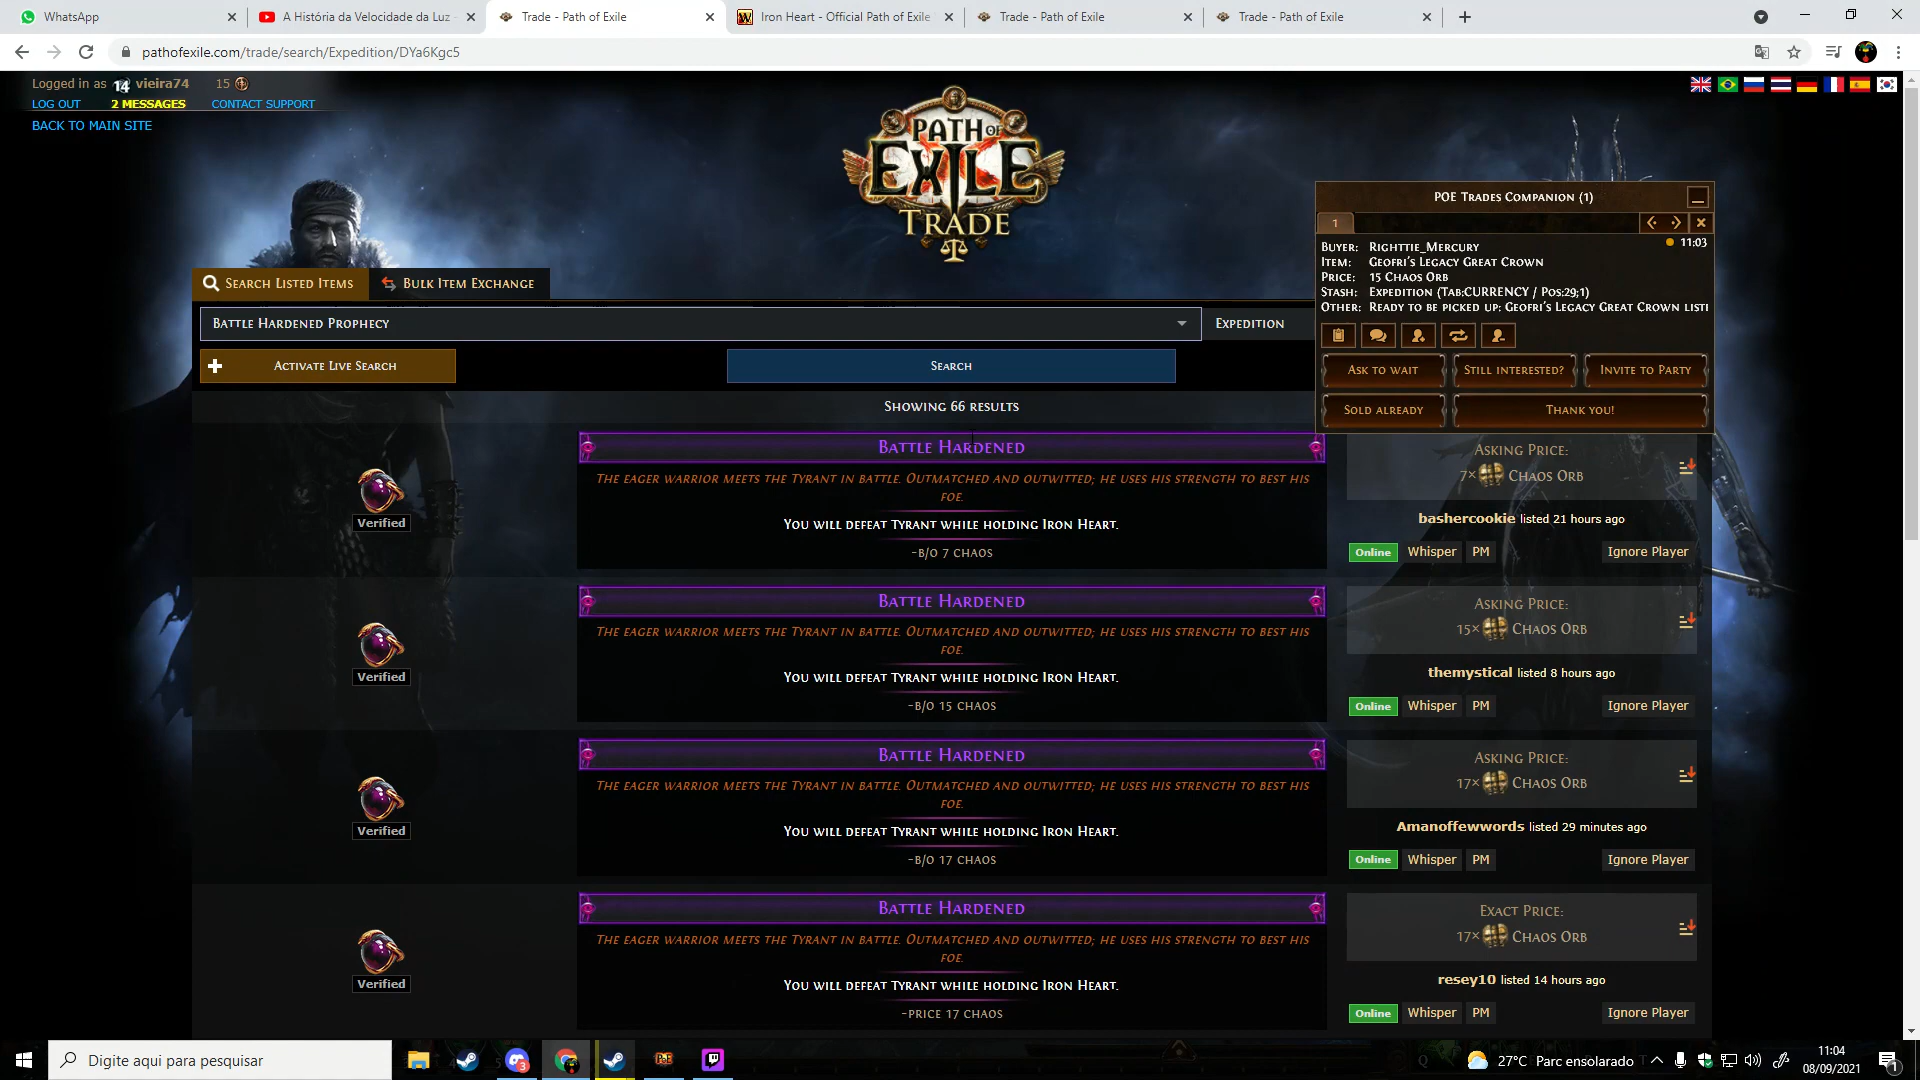 WhatsApp
A História da Velocidade da Luz -
Trade - Path of Exile
Iron Heart - Official Path of Exile
Trade - Path of Exile
Trade - Path of Exile
pathofexile.com/trade/search/Expedition/DYa6Kgc5
Logged in as 14 vieira74 15
LOG OUT 2 MESSAGES CONTACT SUPPORT
BACK TO MAIN SITE
PATH OF
EXILE
TRADE
POE Trades Companion (1)
1
11:03
Buyer: Righttie_Mercury
Item: Geofri's Legacy Great Crown
Price: 15 Chaos Orb
Stash: Expedition (Tab:CURRENCY / Pos:29;1)
Other: Ready to be picked up: Geofri's Legacy Great Crown listi
Ask to wait Still interested? Invite to Party
Sold already Thank you!
Search Listed Items Bulk Item Exchange
Battle Hardened Prophecy Expedition
Activate Live Search Search
Showing 66 results
Battle Hardened
The eager warrior meets the Tyrant in battle. Outmatched and outwitted; he uses his strength to best his
foe.
You will defeat Tyrant while holding Iron Heart.
~b/o 7 chaos
Verified
Asking Price:
7× Chaos Orb
bashercookie listed 21 hours ago
Online Whisper PM Ignore Player
Battle Hardened
The eager warrior meets the Tyrant in battle. Outmatched and outwitted; he uses his strength to best his
foe.
You will defeat Tyrant while holding Iron Heart.
~b/o 15 chaos
Verified
Asking Price:
15× Chaos Orb
themystical listed 8 hours ago
Online Whisper PM Ignore Player
Battle Hardened
The eager warrior meets the Tyrant in battle. Outmatched and outwitted; he uses his strength to best his
foe.
You will defeat Tyrant while holding Iron Heart.
~b/o 17 chaos
Verified
Asking Price:
17× Chaos Orb
Amanoffewwords listed 29 minutes ago
Online Whisper PM Ignore Player
Battle Hardened
The eager warrior meets the Tyrant in battle. Outmatched and outwitted; he uses his strength to best his
foe.
You will defeat Tyrant while holding Iron Heart.
~price 17 chaos
Verified
Exact Price:
17× Chaos Orb
resey10 listed 14 hours ago
Online Whisper PM Ignore Player
Digite aqui para pesquisar
3
PoE
27°C Parc ensolarado
11:04
08/09/2021
1